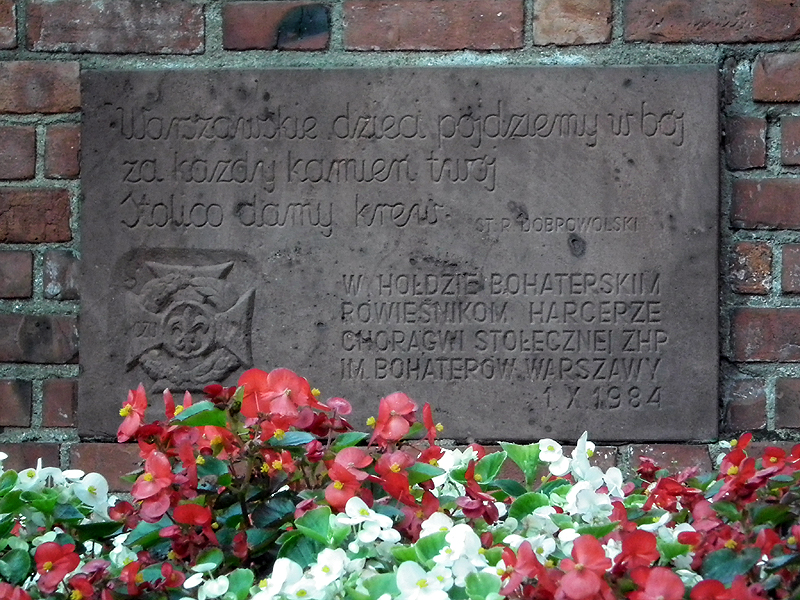 Warszawskie dzieci pójdziemy w bój
za każdy kamień twój
Stolico damy krew
ST. R. DOBROWOLSKI
W HOŁDZIE BOHATERSKIM
RÓWIEŚNIKOM HARCERZE
CHORĄGWI STOŁECZNEJ ZHP
IM. BOHATERÓW WARSZAWY
1. X 1984